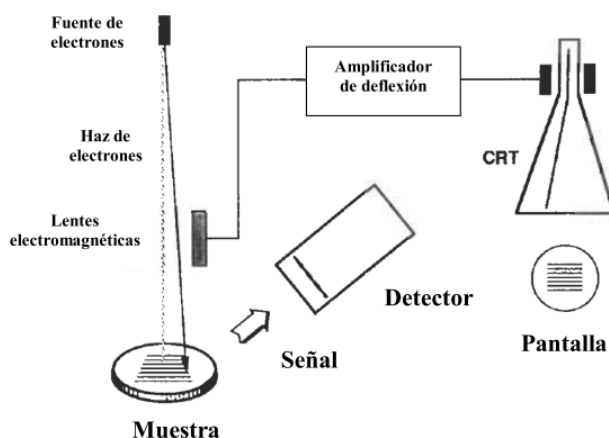 Fuente de
electrones
Amplificador
de deflexión
Haz de
electrones
CRT
Lentes
electromagnéticas
Detector
Señal
Pantalla
Muestra